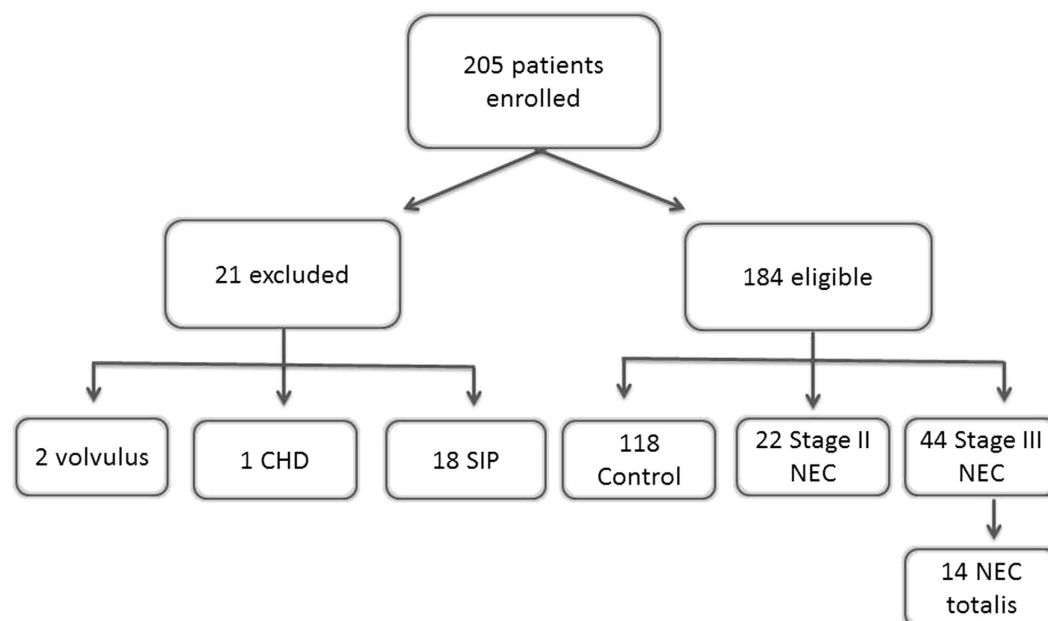 205 patients
enrolled
21 excluded
184 eligible
2 volvulus
1 CHD
18 SIP
118
Control
22 Stage II
NEC
44 Stage III
NEC
14 NEC
totalis